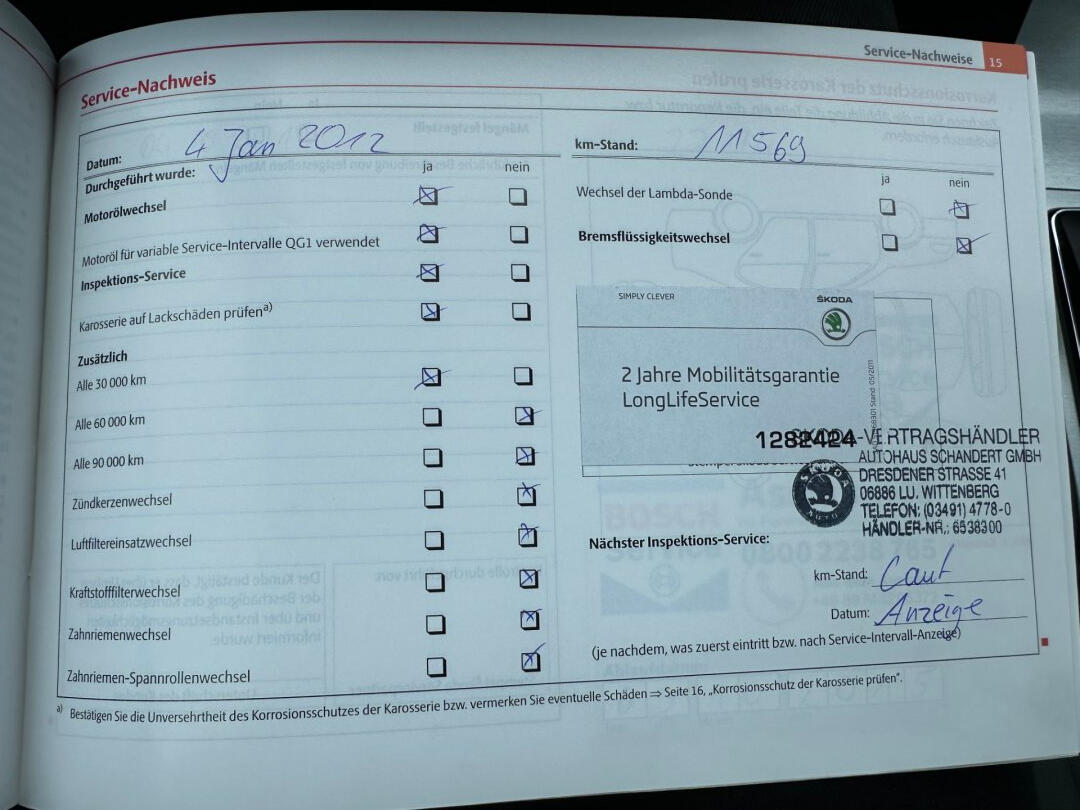 Service-Nachweise 15
Service-Nachweis
Datum: 4 Jan 2012
km-Stand: 11569
Durchgeführt wurde:
ja nein
Motorölwechsel
Motoröl für variable Service-Intervalle QG1 verwendet
Inspektions-Service
Karosserie auf Lackschäden prüfen a)
Zusätzlich
Alle 30 000 km
Alle 60 000 km
Alle 90 000 km
Zündkerzenwechsel
Luftfiltereinsatzwechsel
Kraftstofffilterwechsel
Zahnriemenwechsel
Zahnriemen-Spannrollenwechsel
ja nein
Wechsel der Lambda-Sonde
Bremsflüssigkeitswechsel
SIMPLY CLEVER
ŠKODA
2 Jahre Mobilitätsgarantie
LongLifeService
Stand: 05/2011
1282424
SKODA-VERTRAGSHÄNDLER
AUTOHAUS SCHANDERT GMBH
DRESDENER STRASSE 41
06886 LU. WITTENBERG
TELEFON: (03491) 4778-0
HÄNDLER-NR.: 6538300
SKODA
AUTO
Nächster Inspektions-Service:
km-Stand: Laut
Datum: Anzeige
(je nachdem, was zuerst eintritt bzw. nach Service-Intervall-Anzeige)
a) Bestätigen Sie die Unversehrtheit des Korrosionsschutzes der Karosserie bzw. vermerken Sie eventuelle Schäden ⇒ Seite 16, „Korrosionsschutz der Karosserie prüfen“.